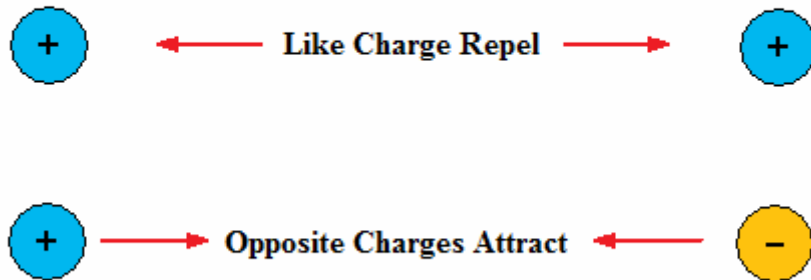 + Like Charge Repel +
+ Opposite Charges Attract -